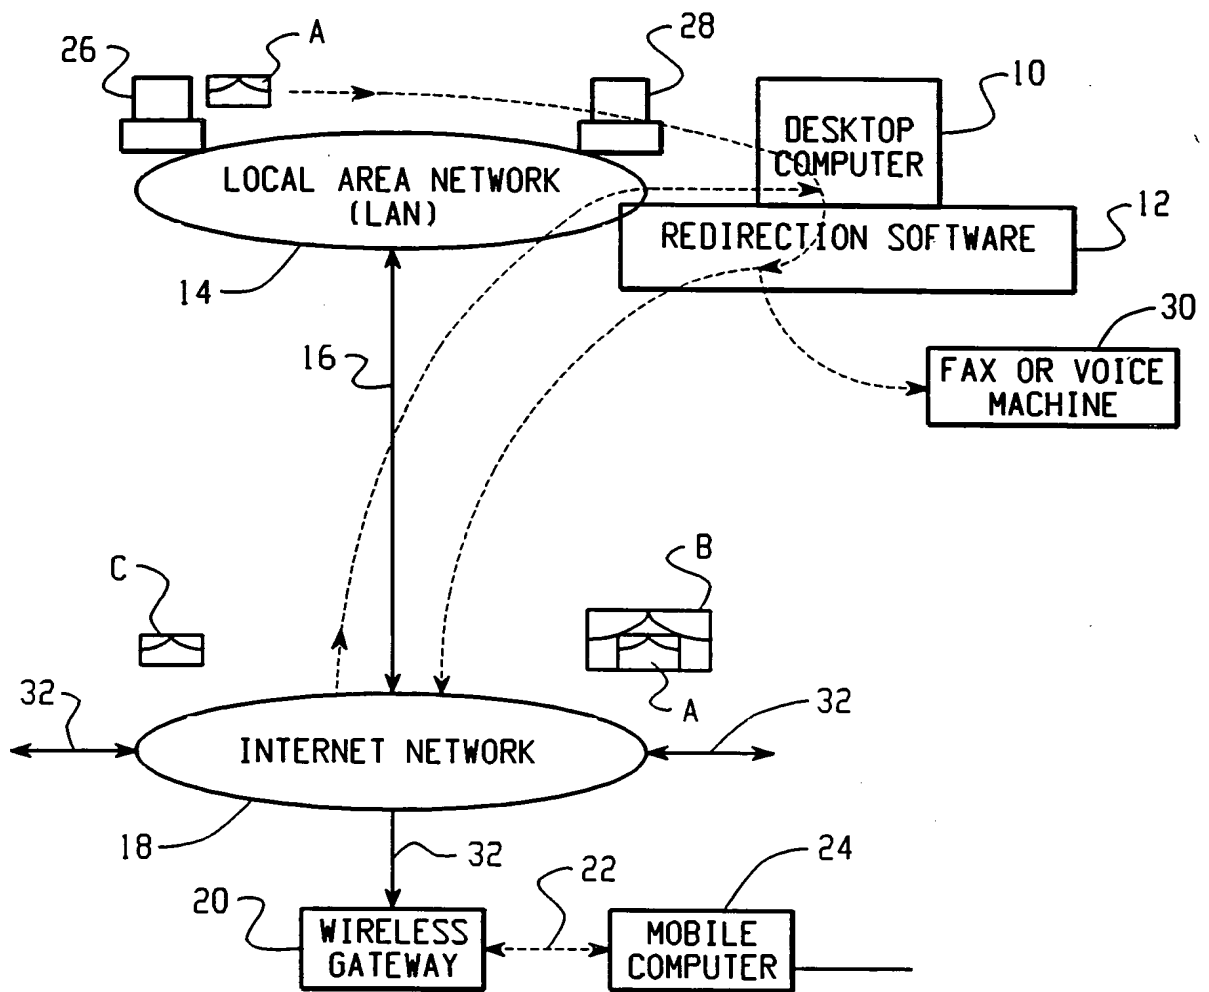 26
A
28
10
DESKTOP
COMPUTER
LOCAL AREA NETWORK
(LAN)
12
REDIRECTION SOFTWARE
14
30
16
FAX OR VOICE
MACHINE
C
B
A
32
32
INTERNET NETWORK
18
32
22
24
20
WIRELESS
GATEWAY
MOBILE
COMPUTER